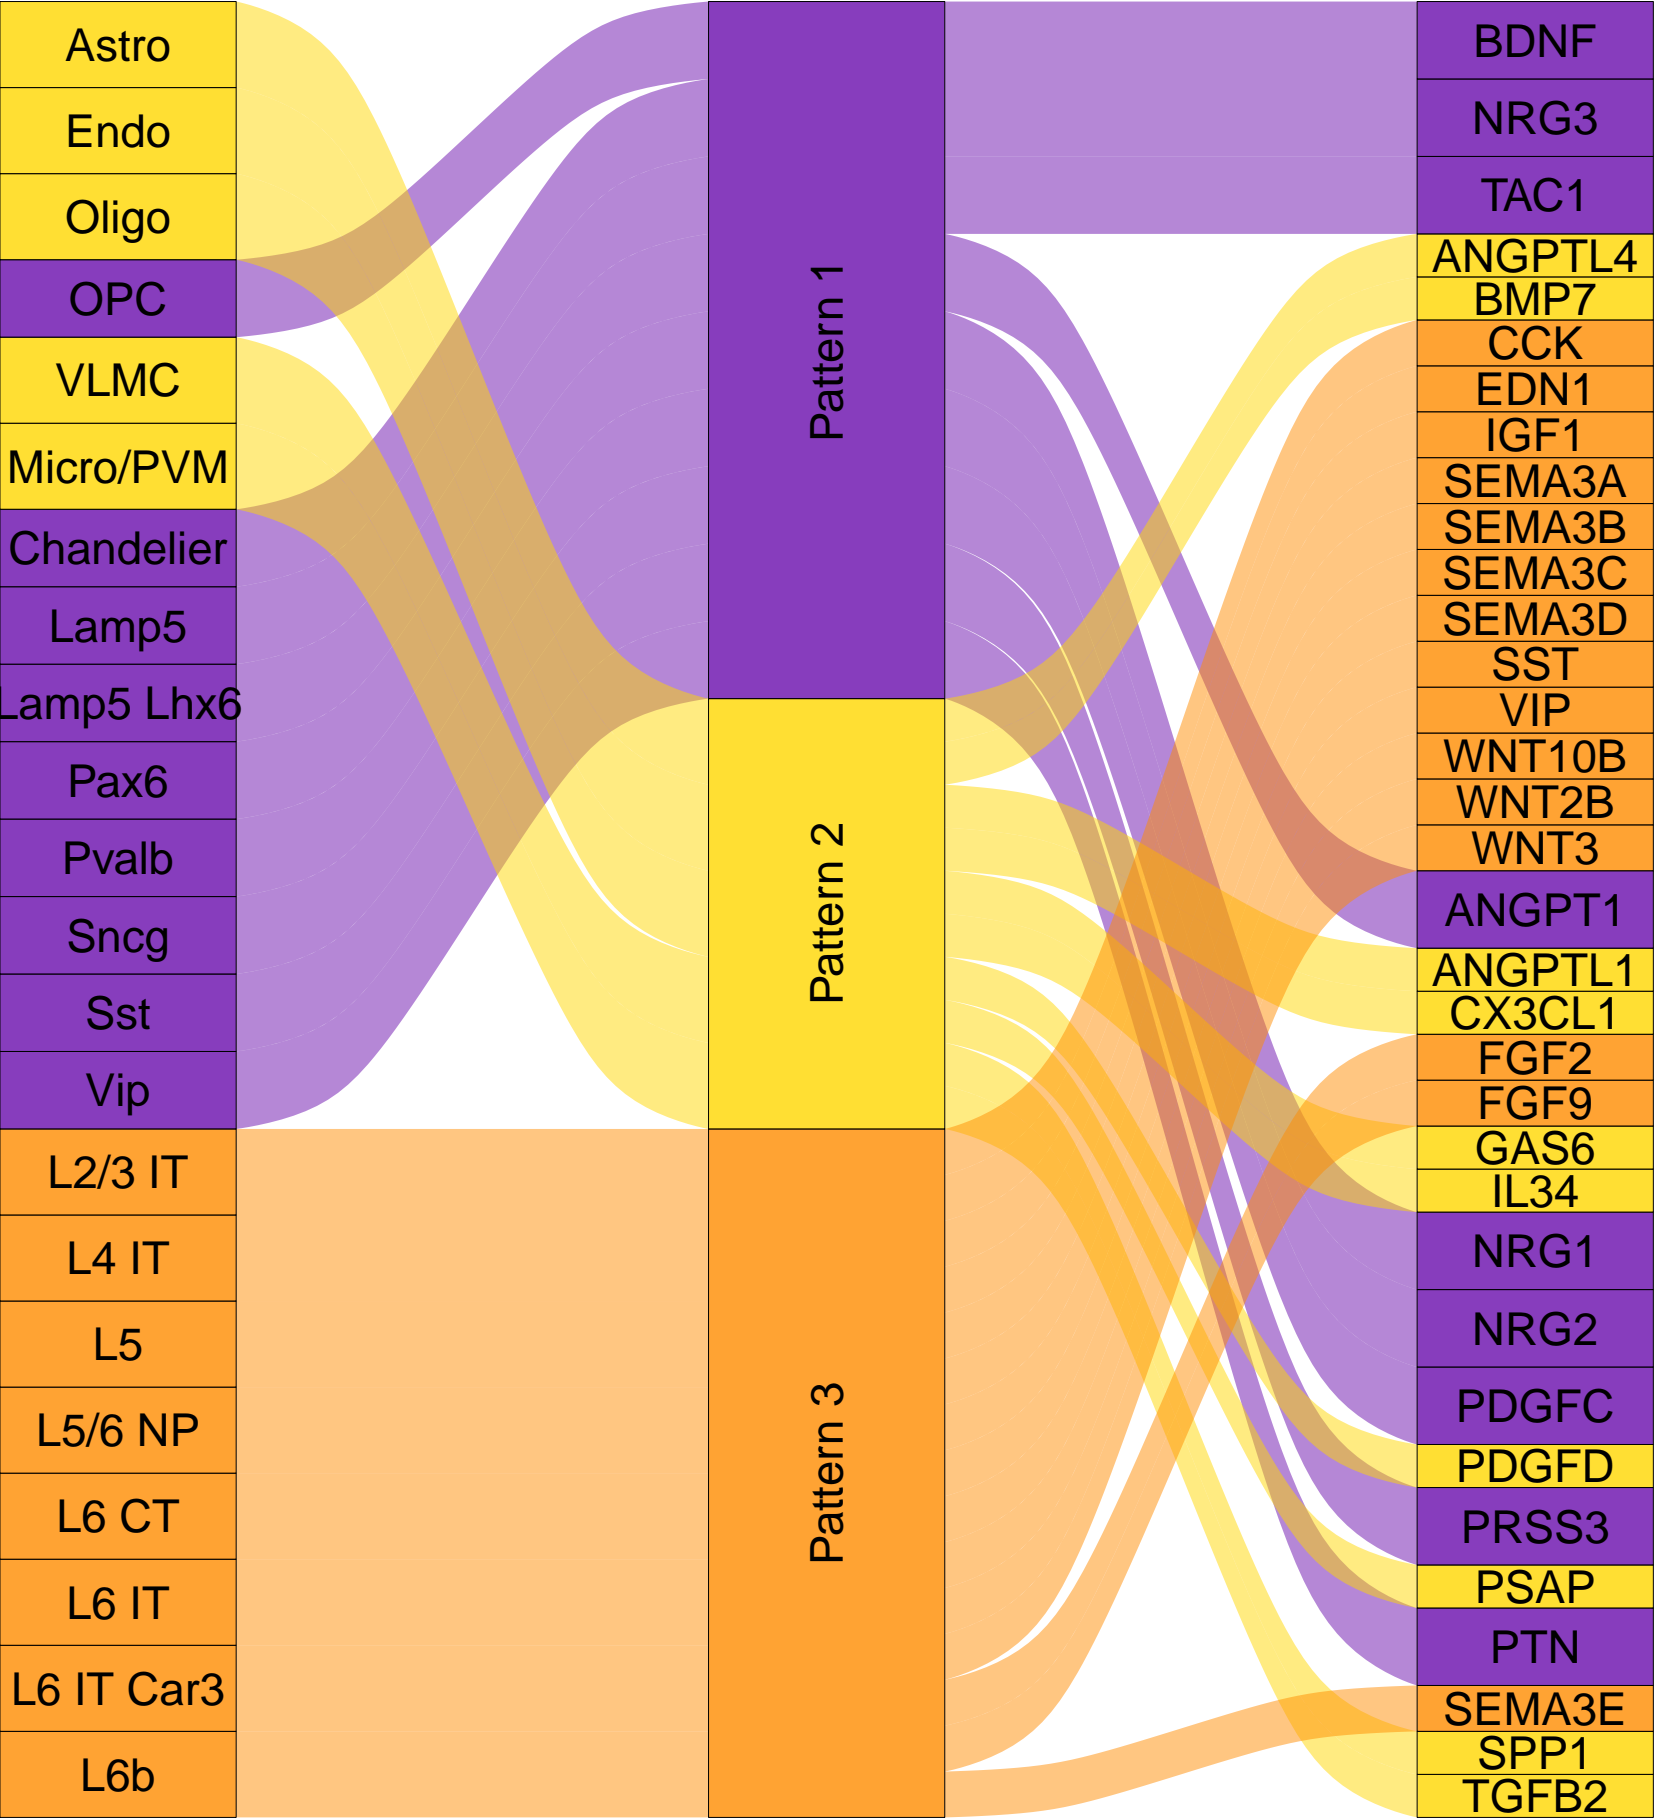 Astro
Endo
Oligo
OPC
VLMC
Micro/PVM
Chandelier
Lamp5
Lamp5 Lhx6
Pax6
Pvalb
Sncg
Sst
Vip
L2/3 IT
L4 IT
L5
L5/6 NP
L6 CT
L6 IT
L6 IT Car3
L6b
Pattern 1
Pattern 2
Pattern 3
BDNF
NRG3
TAC1
ANGPTL4
BMP7
CCK
EDN1
IGF1
SEMA3A
SEMA3B
SEMA3C
SEMA3D
SST
VIP
WNT10B
WNT2B
WNT3
ANGPT1
ANGPTL1
CX3CL1
FGF2
FGF9
GAS6
IL34
NRG1
NRG2
PDGFC
PDGFD
PRSS3
PSAP
PTN
SEMA3E
SPP1
TGFB2